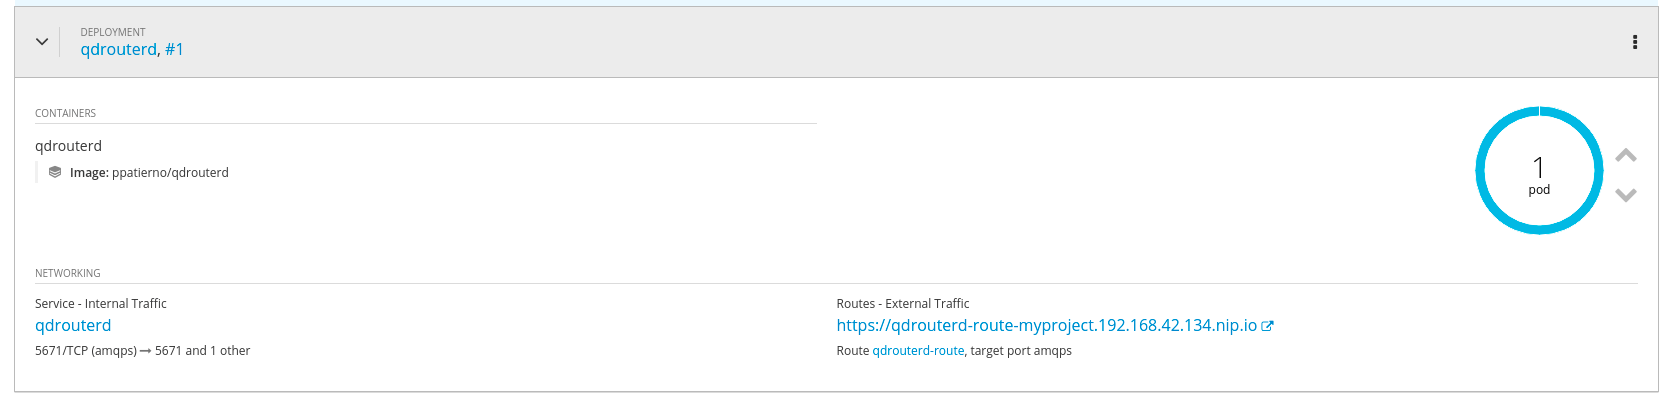 DEPLOYMENT
qdrouterd, #1
CONTAINERS
qdrouterd
Image: ppatierno/qdrouterd
1
pod
NETWORKING
Service - Internal Traffic
qdrouterd
5671/TCP (amqps) → 5671 and 1 other
Routes - External Traffic
https://qdrouterd-route-myproject.192.168.42.134.nip.io
Route qdrouterd-route, target port amqps